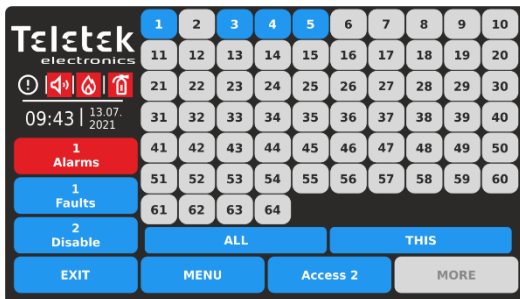 Teletek
electronics
09:43
13.07.
2021
1
Alarms
1
Faults
2
Disable
EXIT
1 2 3 4 5 6 7 8 9 10
11 12 13 14 15 16 17 18 19 20
21 22 23 24 25 26 27 28 29 30
31 32 33 34 35 36 37 38 39 40
41 42 43 44 45 46 47 48 49 50
51 52 53 54 55 56 57 58 59 60
61 62 63 64
ALL THIS
MENU Access 2 MORE